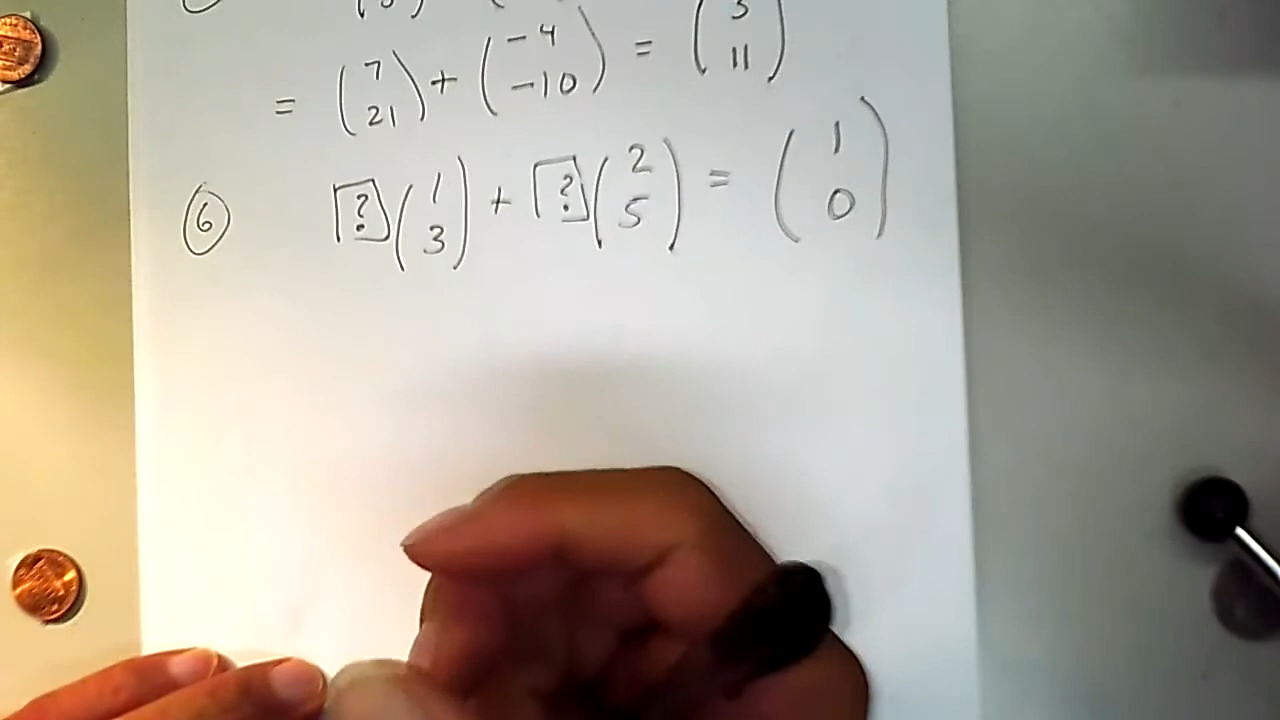 = (7 21) + (-4 -10) = (3 11)
⑥ [?] (1 3) + [?] (2 5) = (1 0)